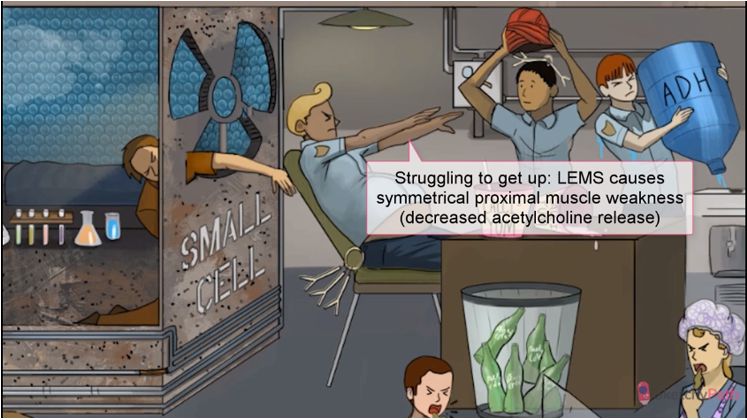 ADH
Struggling to get up: LEMS causes
symmetrical proximal muscle weakness
(decreased acetylcholine release)
SMALL
CELL